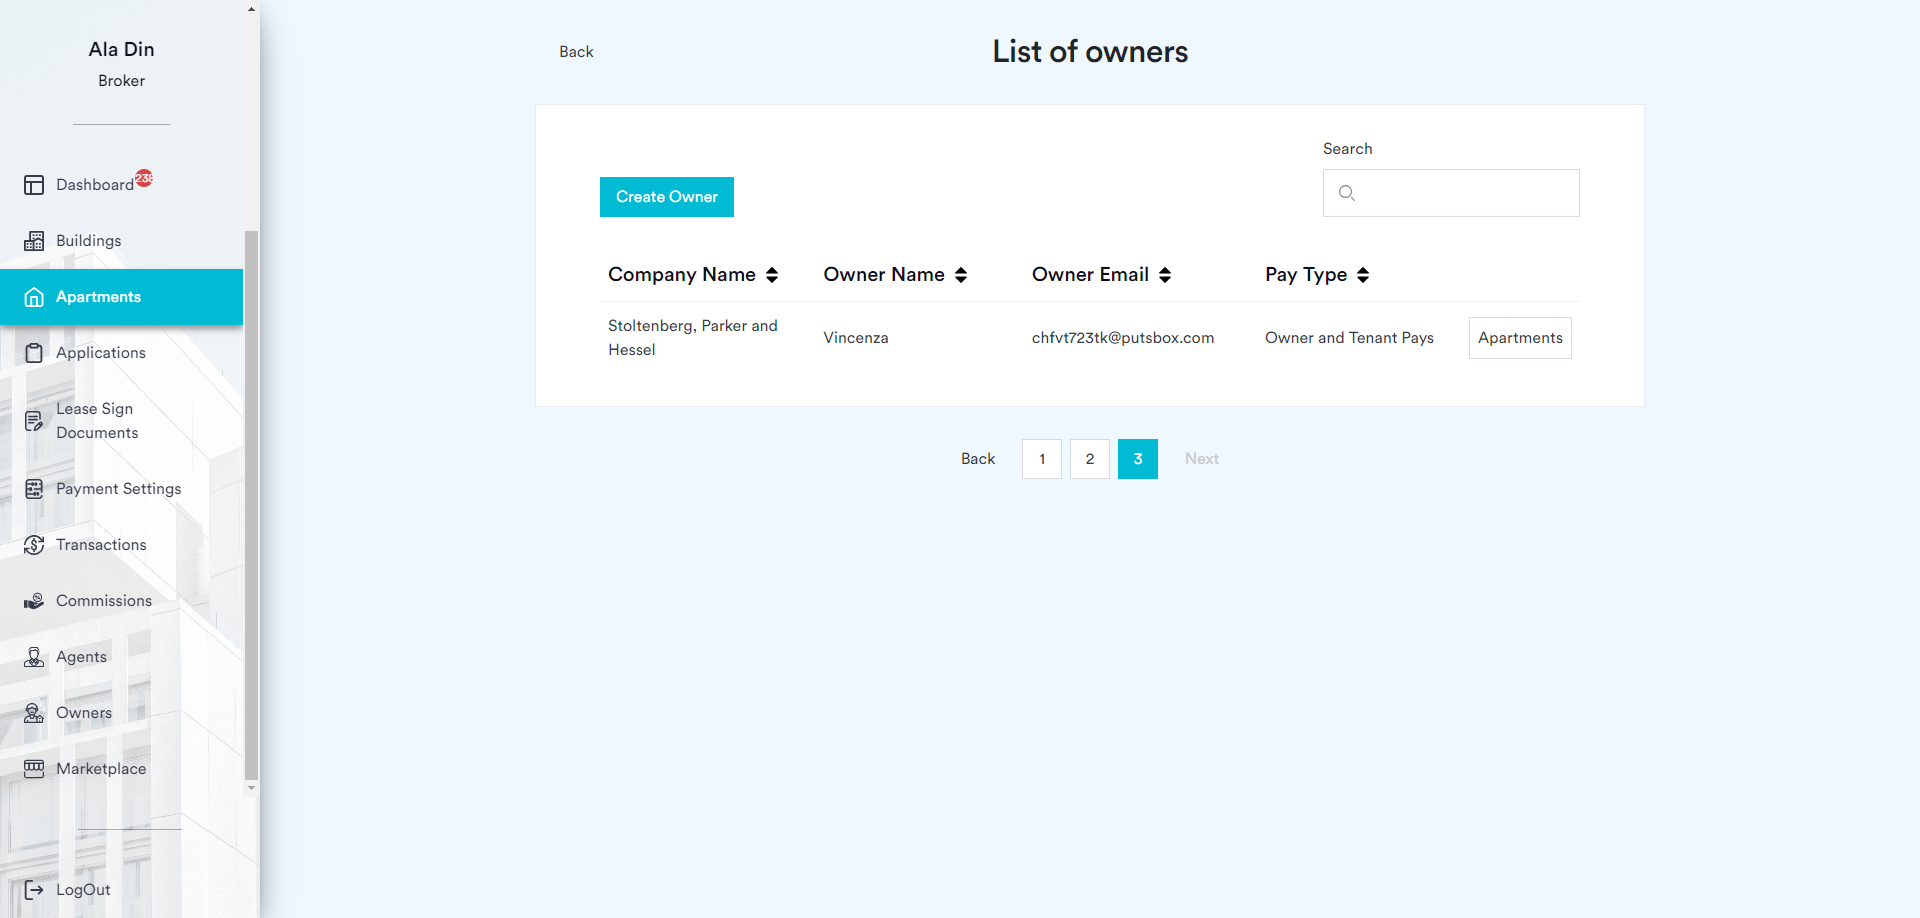 Ala Din
Broker
Dashboard
238
Buildings
Apartments
Applications
Lease Sign
Documents
Payment Settings
Transactions
Commissions
Agents
Owners
Marketplace
LogOut
Back
List of owners
Search
Create Owner
Company Name
Owner Name
Owner Email
Pay Type
Stoltenberg, Parker and
Hessel
Vincenza
chfvt723tk@putsbox.com
Owner and Tenant Pays
Apartments
Back
1
2
3
Next